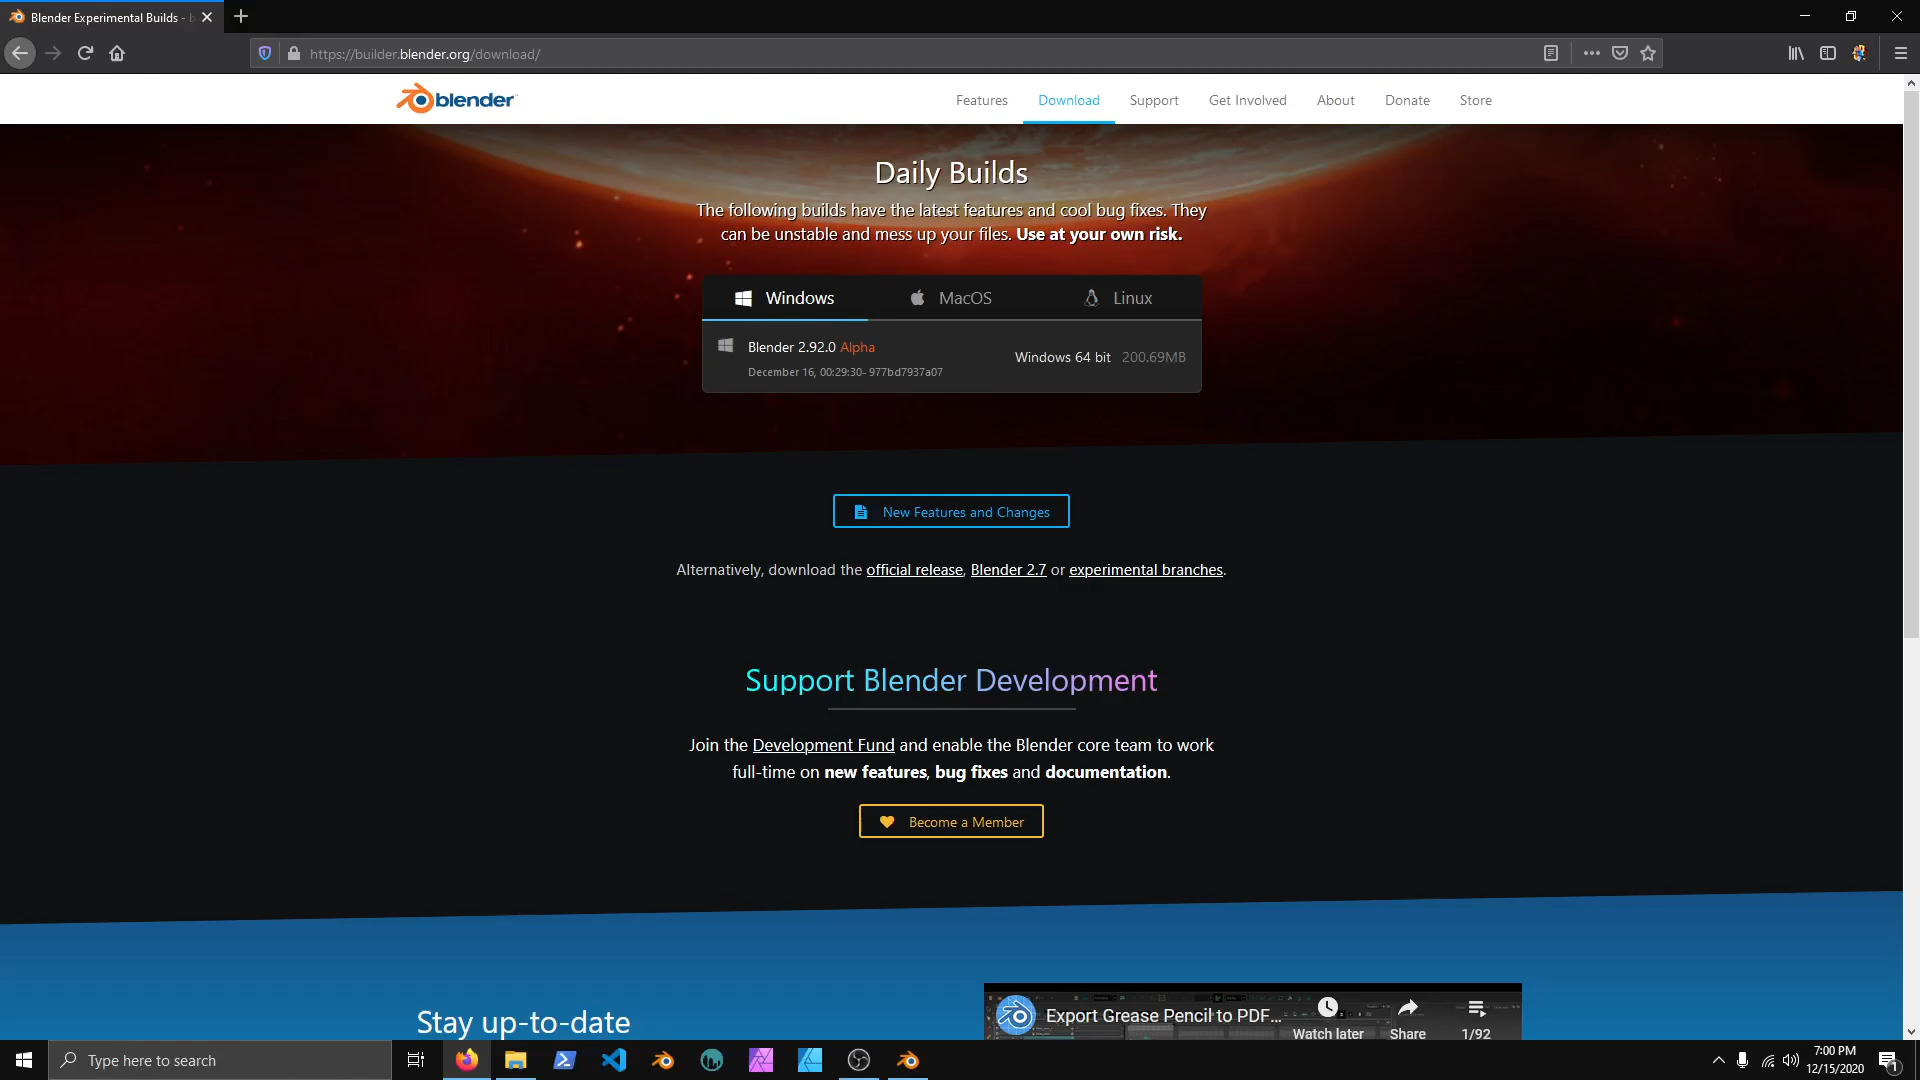 Blender Experimental Builds - b
https://builder.blender.org/download/
blender
Features
Download
Support
Get Involved
About
Donate
Store
Daily Builds
The following builds have the latest features and cool bug fixes. They
can be unstable and mess up your files. Use at your own risk.
Windows
MacOS
Linux
Blender 2.92.0 Alpha
Windows 64 bit 200.69MB
December 16, 00:29:30- 977bd7937a07
New Features and Changes
Alternatively, download the official release, Blender 2.7 or experimental branches.
Support Blender Development
Join the Development Fund and enable the Blender core team to work
full-time on new features, bug fixes and documentation.
Become a Member
Stay up-to-date
Export Grease Pencil to PDF...
Watch later
Share
1/92
Type here to search
7:00 PM
12/15/2020
1